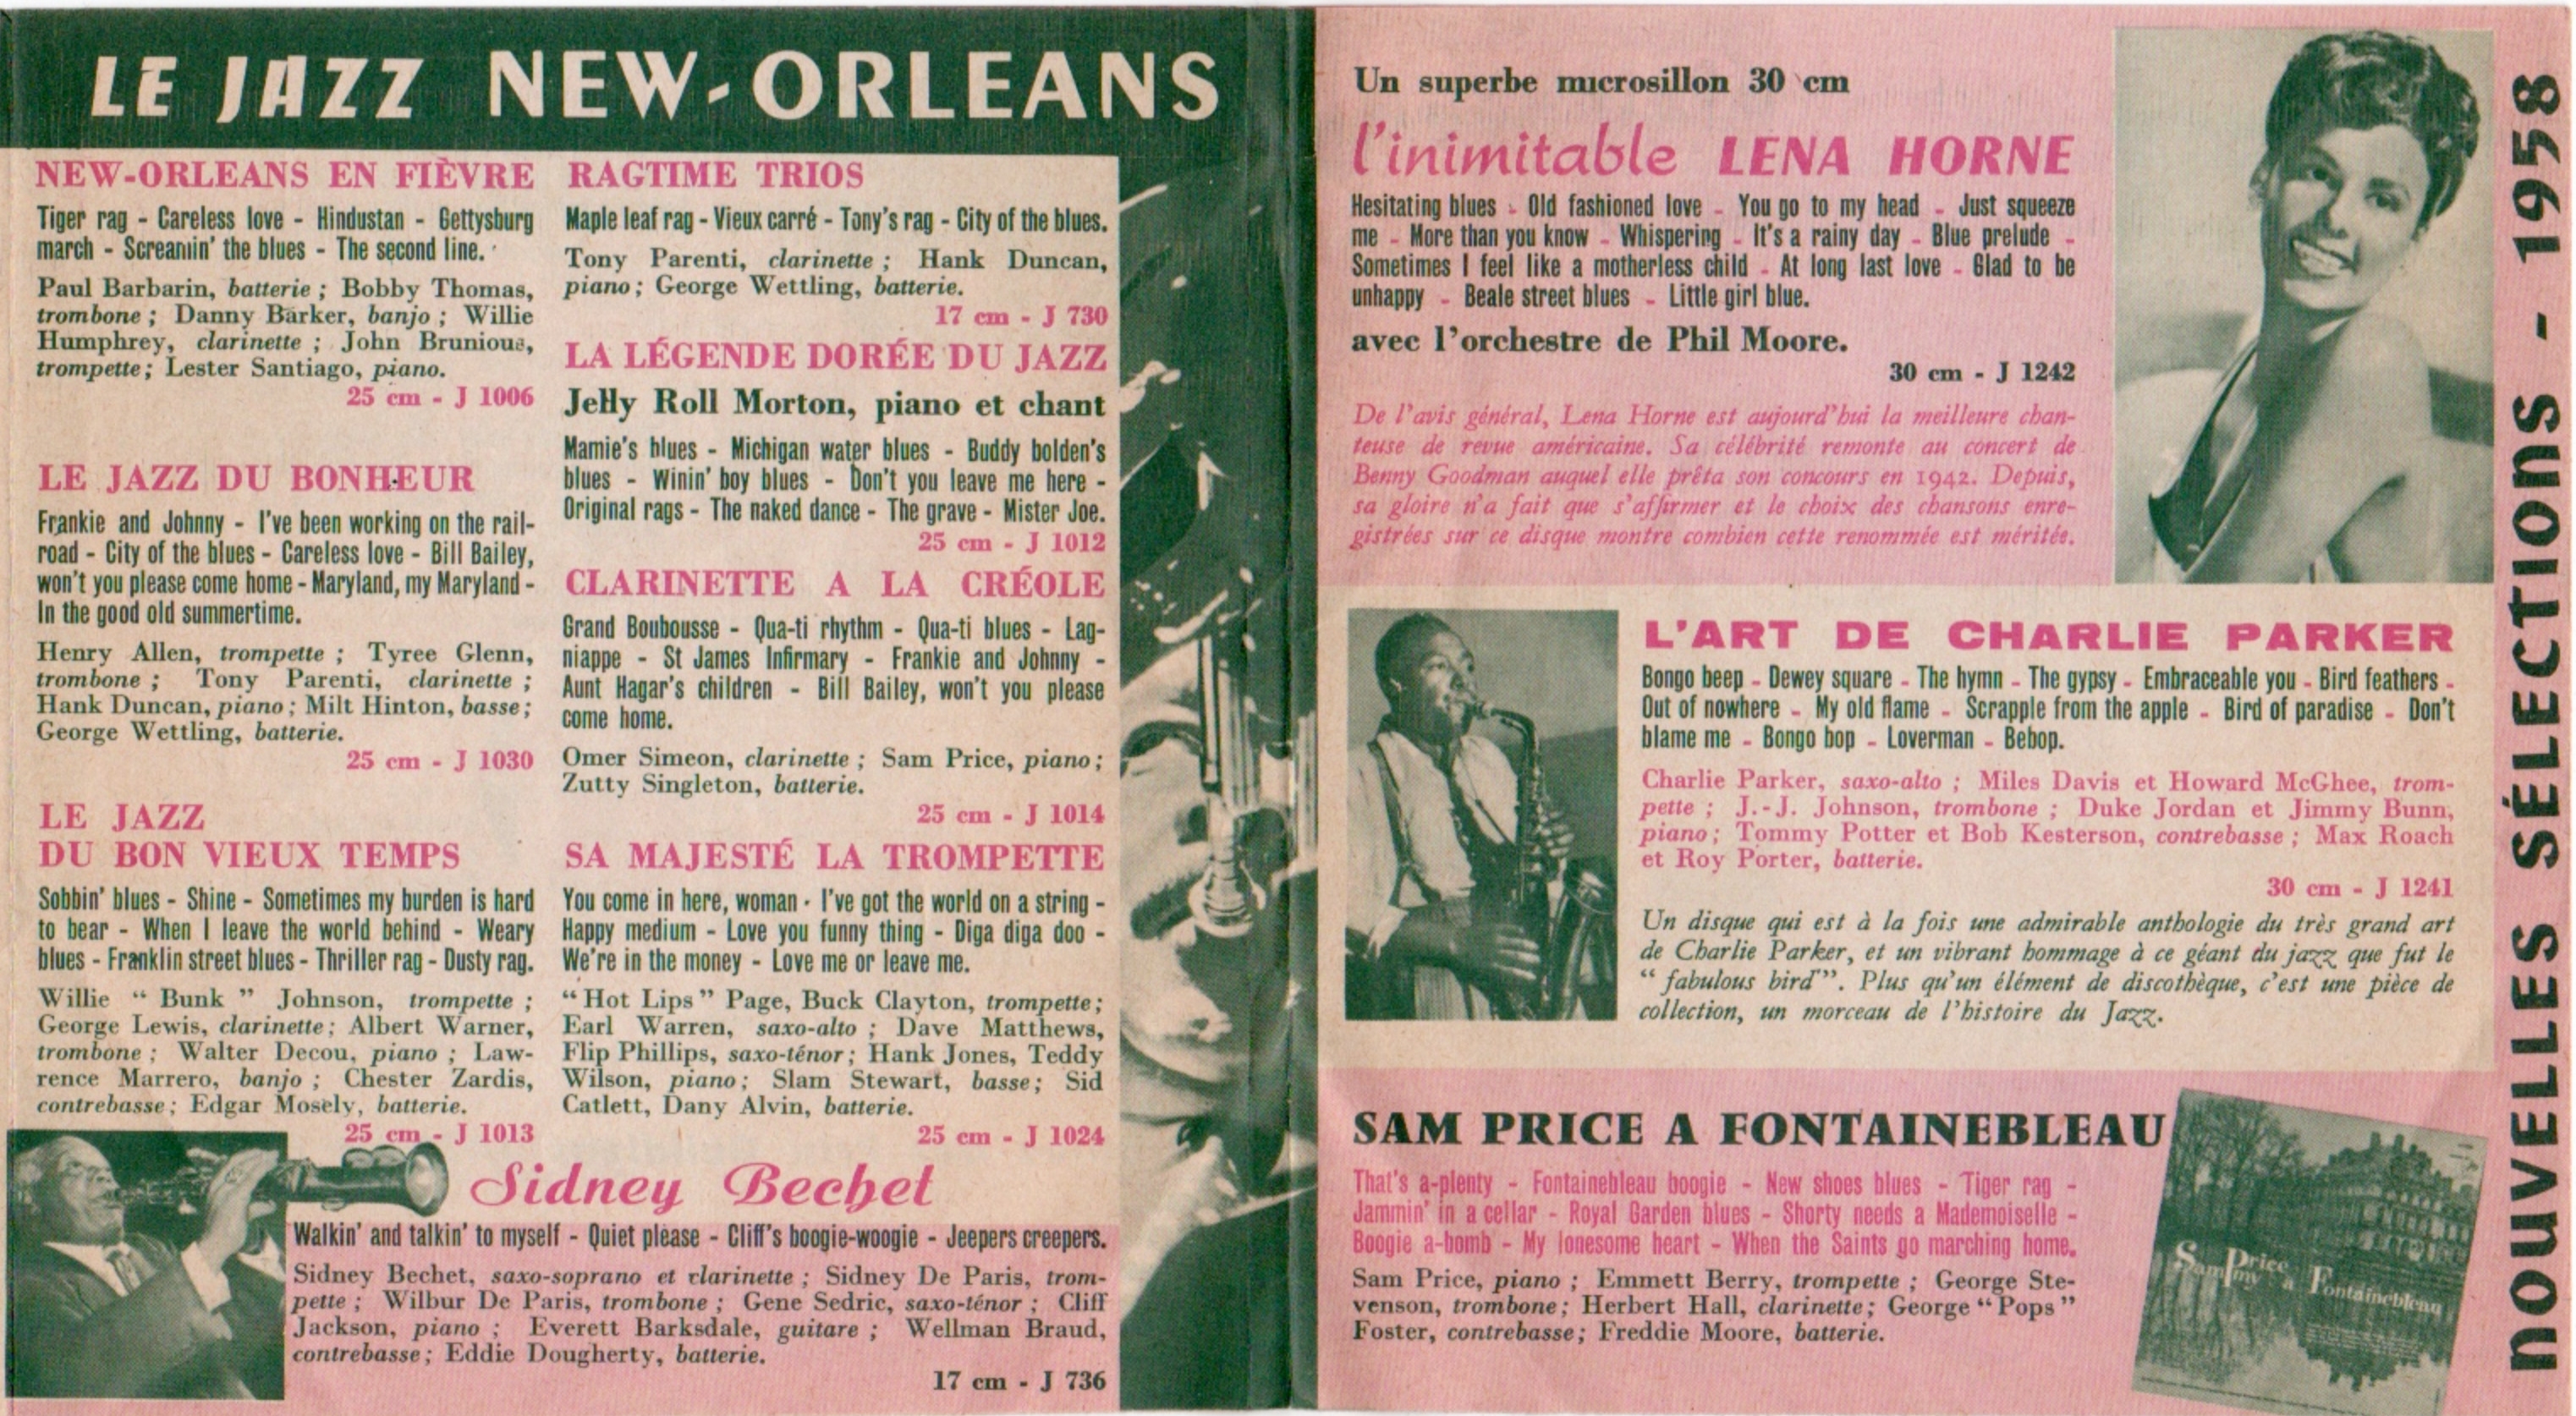 LE JAZZ NEW-ORLEANS
NEW-ORLEANS EN FIÈVRE
Tiger rag - Careless love - Hindustan - Gettysburg
march - Screamin' the blues - The second line.
Paul Barbarin, batterie ; Bobby Thomas,
trombone ; Danny Barker, banjo ; Willie
Humphrey, clarinette ; John Brunious,
trompette ; Lester Santiago, piano.
25 cm - J 1006
LE JAZZ DU BONHEUR
Frankie and Johnny - I've been working on the rail-
road - City of the blues - Careless love - Bill Bailey,
won't you please come home - Maryland, my Maryland -
In the good old summertime.
Henry Allen, trompette ; Tyree Glenn,
trombone ; Tony Parenti, clarinette ;
Hank Duncan, piano ; Milt Hinton, basse ;
George Wettling, batterie.
25 cm - J 1030
LE JAZZ
DU BON VIEUX TEMPS
Sobbin' blues - Shine - Sometimes my burden is hard
to bear - When I leave the world behind - Weary
blues - Franklin street blues - Thriller rag - Dusty rag.
Willie “ Bunk ” Johnson, trompette ;
George Lewis, clarinette ; Albert Warner,
trombone ; Walter Decou, piano ; Law-
rence Marrero, banjo ; Chester Zardis,
contrebasse ; Edgar Mosely, batterie.
25 cm - J 1013
RAGTIME TRIOS
Maple leaf rag - Vieux carré - Tony's rag - City of the blues.
Tony Parenti, clarinette ; Hank Duncan,
piano ; George Wettling, batterie.
17 cm - J 730
LA LÉGENDE DORÉE DU JAZZ
Jelly Roll Morton, piano et chant
Mamie's blues - Michigan water blues - Buddy bolden's
blues - Winin' boy blues - Don't you leave me here -
Original rags - The naked dance - The grave - Mister Joe.
25 cm - J 1012
CLARINETTE A LA CRÉOLE
Grand Boubousse - Qua-ti rhythm - Qua-ti blues - Lag-
niappe - St James Infirmary - Frankie and Johnny -
Aunt Hagar's children - Bill Bailey, won't you please
come home.
Omer Simeon, clarinette ; Sam Price, piano ;
Zutty Singleton, batterie.
25 cm - J 1014
SA MAJESTÉ LA TROMPETTE
You come in here, woman - I've got the world on a string -
Happy medium - Love you funny thing - Diga diga doo -
We're in the money - Love me or leave me.
“ Hot Lips ” Page, Buck Clayton, trompette ;
Earl Warren, saxo-alto ; Dave Matthews,
Flip Phillips, saxo-ténor ; Hank Jones, Teddy
Wilson, piano ; Slam Stewart, basse ; Sid
Catlett, Dany Alvin, batterie.
25 cm - J 1024
Sidney Bechet
Walkin' and talkin' to myself - Quiet please - Cliff's boogie-woogie - Jeepers creepers.
Sidney Bechet, saxo-soprano et clarinette ; Sidney De Paris, trom-
pette ; Wilbur De Paris, trombone ; Gene Sedric, saxo-ténor ; Cliff
Jackson, piano ; Everett Barksdale, guitare ; Wellman Braud,
contrebasse ; Eddie Dougherty, batterie.
17 cm - J 736
Un superbe microsillon 30 cm
l'inimitable LENA HORNE
Hesitating blues - Old fashioned love - You go to my head - Just squeeze
me - More than you know - Whispering - It's a rainy day - Blue prelude -
Sometimes I feel like a motherless child - At long last love - Glad to be
unhappy - Beale street blues - Little girl blue.
avec l'orchestre de Phil Moore.
30 cm - J 1242
De l'avis général, Lena Horne est aujourd'hui la meilleure chan-
teuse de revue américaine. Sa célébrité remonte au concert de
Benny Goodman auquel elle prêta son concours en 1942. Depuis,
sa gloire n'a fait que s'affirmer et le choix des chansons enre-
gistrées sur ce disque montre combien cette renommée est méritée.
L'ART DE CHARLIE PARKER
Bongo beep - Dewey square - The hymn - The gypsy - Embraceable you - Bird feathers -
Out of nowhere - My old flame - Scrapple from the apple - Bird of paradise - Don't
blame me - Bongo bop - Loverman - Bebop.
Charlie Parker, saxo-alto ; Miles Davis et Howard McGhee, trom-
pette ; J.-J. Johnson, trombone ; Duke Jordan et Jimmy Bunn,
piano ; Tommy Potter et Bob Kesterson, contrebasse ; Max Roach
et Roy Porter, batterie.
30 cm - J 1241
Un disque qui est à la fois une admirable anthologie du très grand art
de Charlie Parker, et un vibrant hommage à ce géant du jazz que fut le
“ fabulous bird ”. Plus qu'un élément de discothèque, c'est une pièce de
collection, un morceau de l'histoire du Jazz.
SAM PRICE A FONTAINEBLEAU
That's a-plenty - Fontainebleau boogie - New shoes blues - Tiger rag -
Jammin' in a cellar - Royal Garden blues - Shorty needs a Mademoiselle -
Boogie a-bomb - My lonesome heart - When the Saints go marching home.
Sam Price, piano ; Emmett Berry, trompette ; George Ste-
venson, trombone ; Herbert Hall, clarinette ; George “ Pops ”
Foster, contrebasse ; Freddie Moore, batterie.
Sammy Price a Fontainebleau
nouvelles sélections - 1958